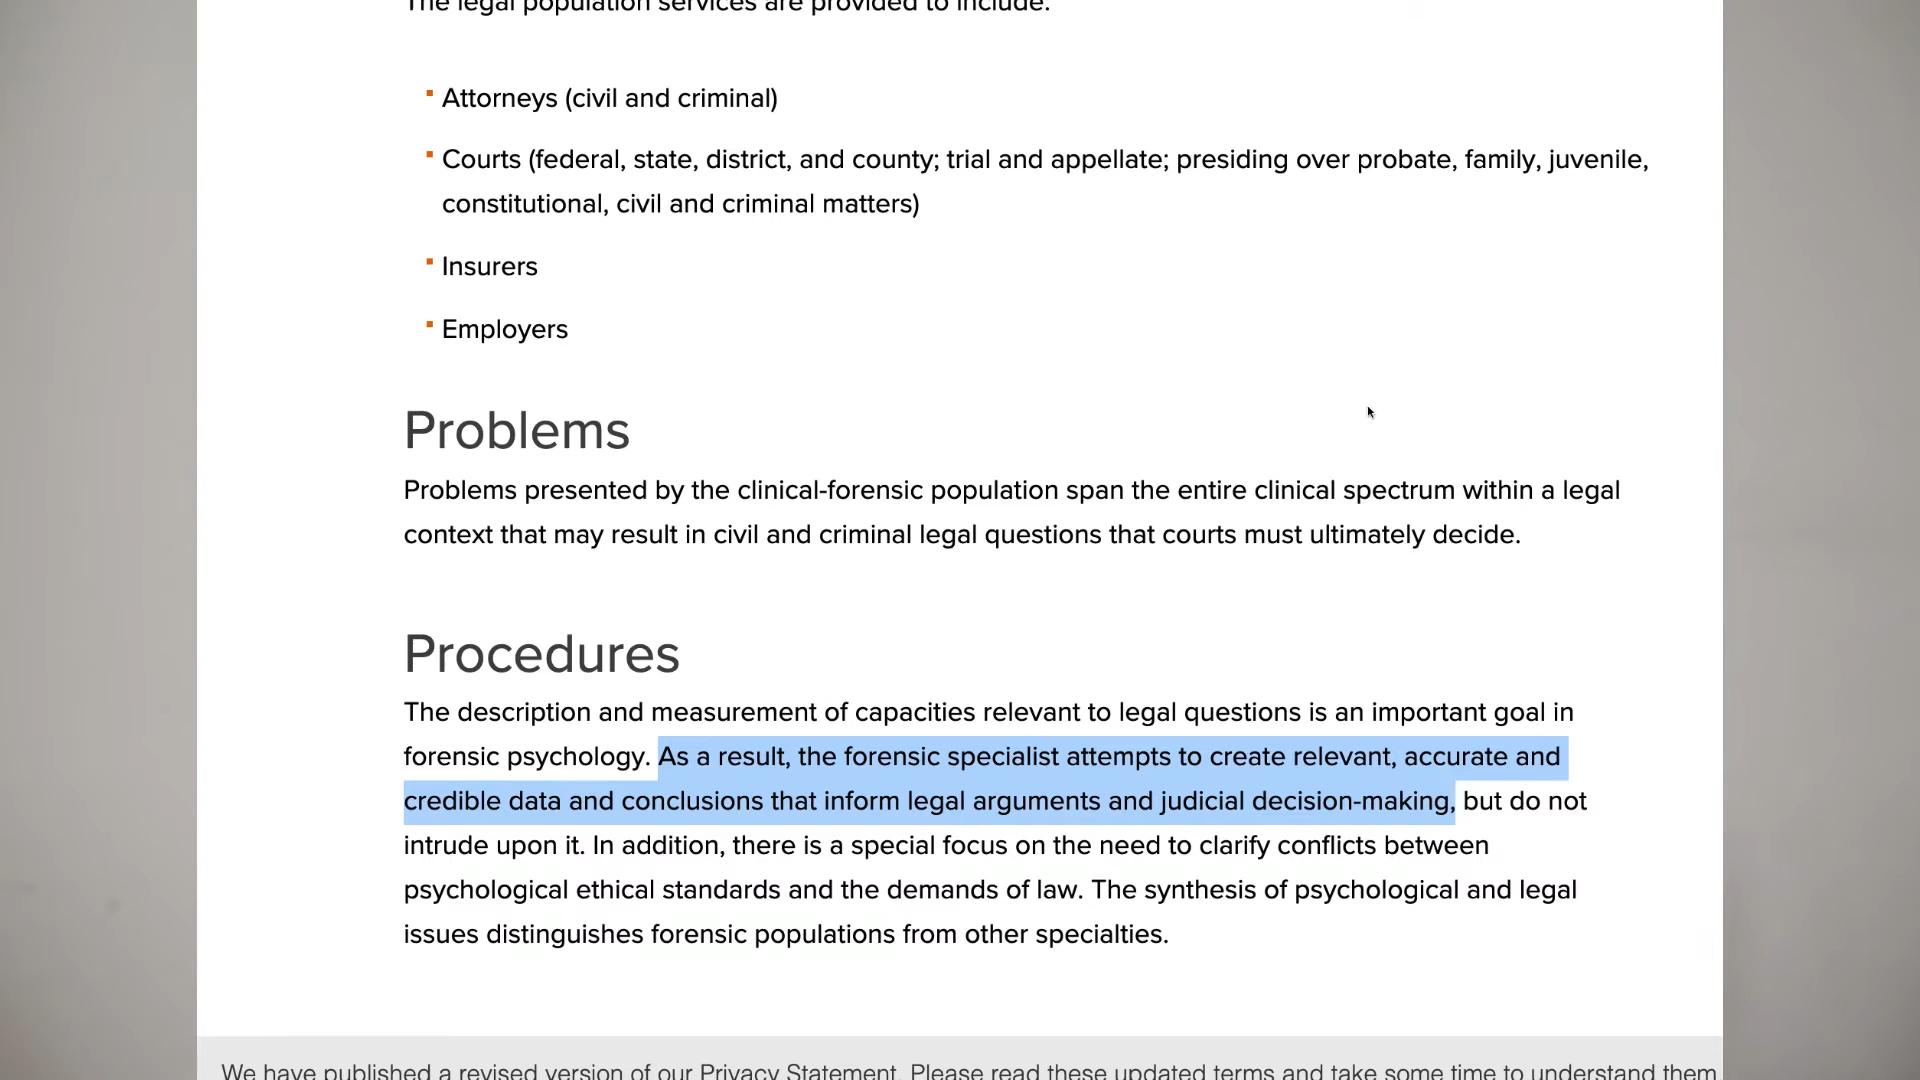 The legal population services are provided to include:
Attorneys (civil and criminal)
Courts (federal, state, district, and county; trial and appellate; presiding over probate, family, juvenile,
constitutional, civil and criminal matters)
Insurers
Employers
Problems
Problems presented by the clinical-forensic population span the entire clinical spectrum within a legal
context that may result in civil and criminal legal questions that courts must ultimately decide.
Procedures
The description and measurement of capacities relevant to legal questions is an important goal in
forensic psychology. As a result, the forensic specialist attempts to create relevant, accurate and
credible data and conclusions that inform legal arguments and judicial decision-making, but do not
intrude upon it. In addition, there is a special focus on the need to clarify conflicts between
psychological ethical standards and the demands of law. The synthesis of psychological and legal
issues distinguishes forensic populations from other specialties.
We have published a revised version of our Privacy Statement. Please read these updated terms and take some time to understand them